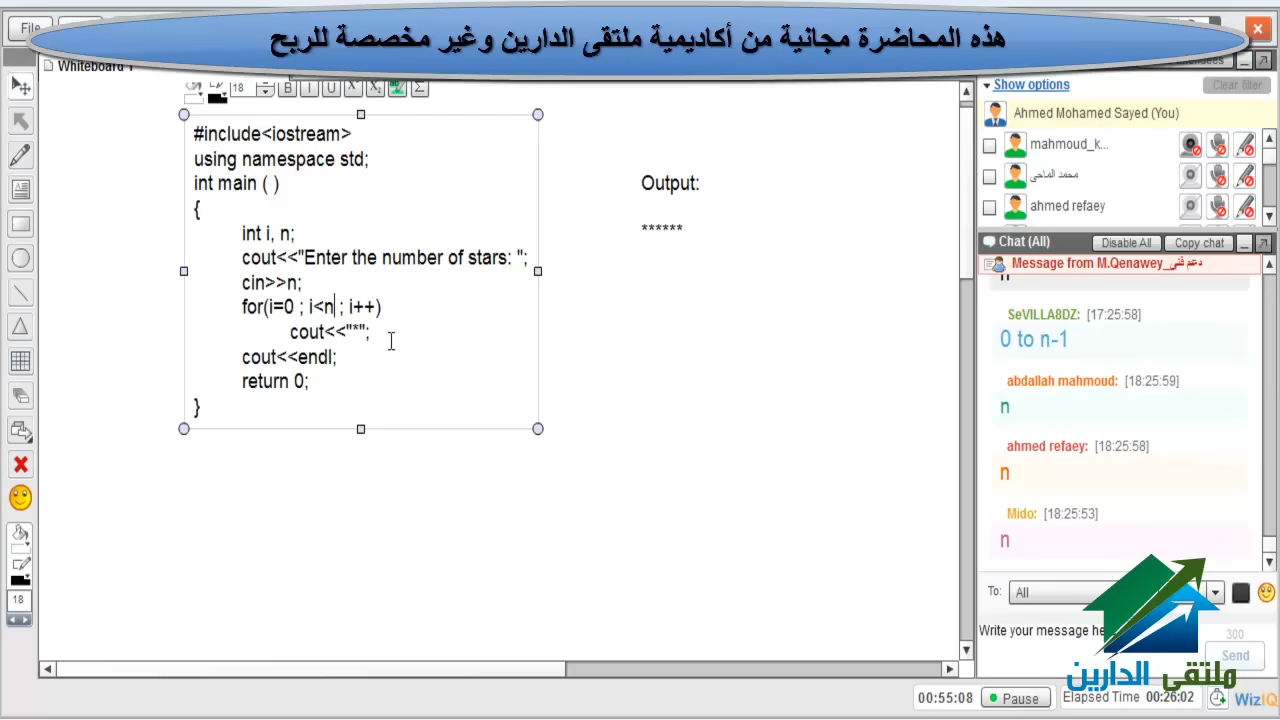 هذه المحاضرة مجانية من أكاديمية ملتقى الدارين وغير مخصصة للربح
File
Whiteboard 1
18 B I U X X₂ Σ
#include<iostream>
using namespace std;
int main ( )
{
int i, n;
cout<<"Enter the number of stars: ";
cin>>n;
for(i=0 ; i<n ; i++)
cout<<"*";
cout<<endl;
return 0;
}
Output:
******
18
Show options
Clear filter
Ahmed Mohamed Sayed (You)
mahmoud_k...
محمد الماحى
ahmed refaey
Chat (All)
Disable All
Copy chat
Message from M.Qenawey_دعم فنى
n
SeVILLA8DZ: [17:25:58]
0 to n-1
abdallah mahmoud: [18:25:59]
n
ahmed refaey: [18:25:58]
n
Mido: [18:25:53]
n
To: All
Write your message he
300
Send
ملتقى الدارين
00:55:08
Pause
Elapsed Time 00:26:02
WizIQ